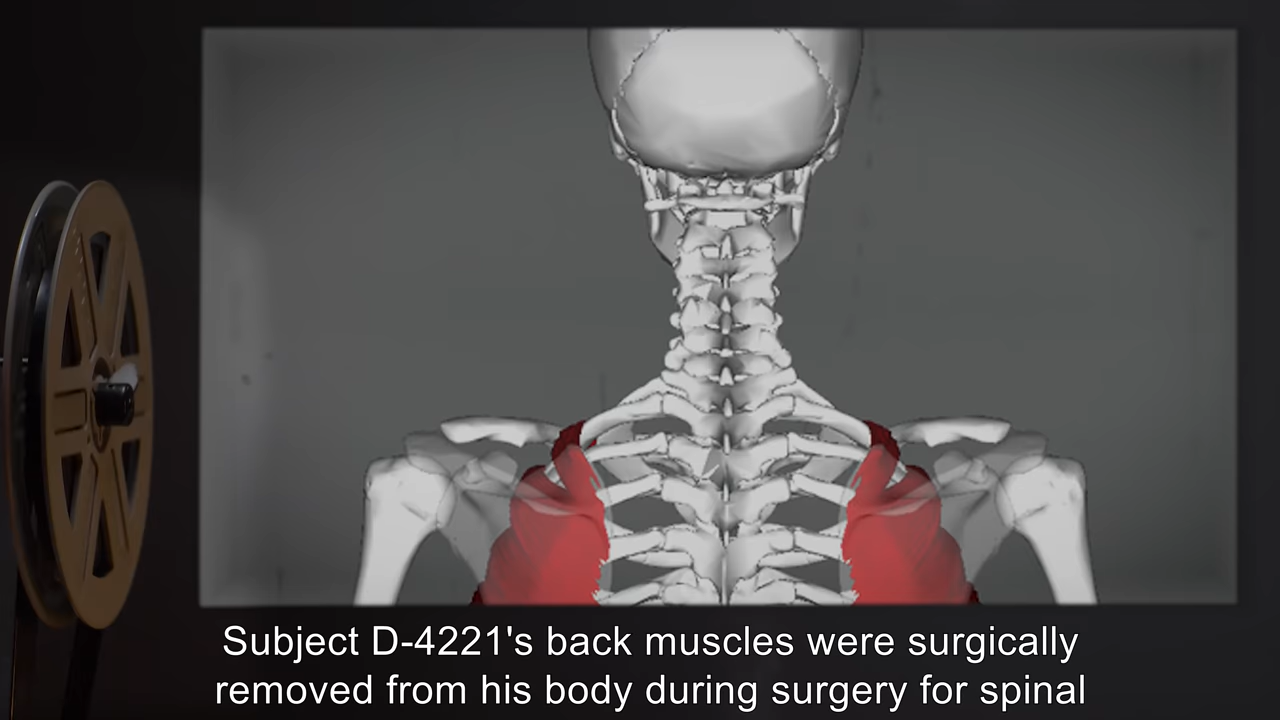 Subject D-4221's back muscles were surgically
removed from his body during surgery for spinal